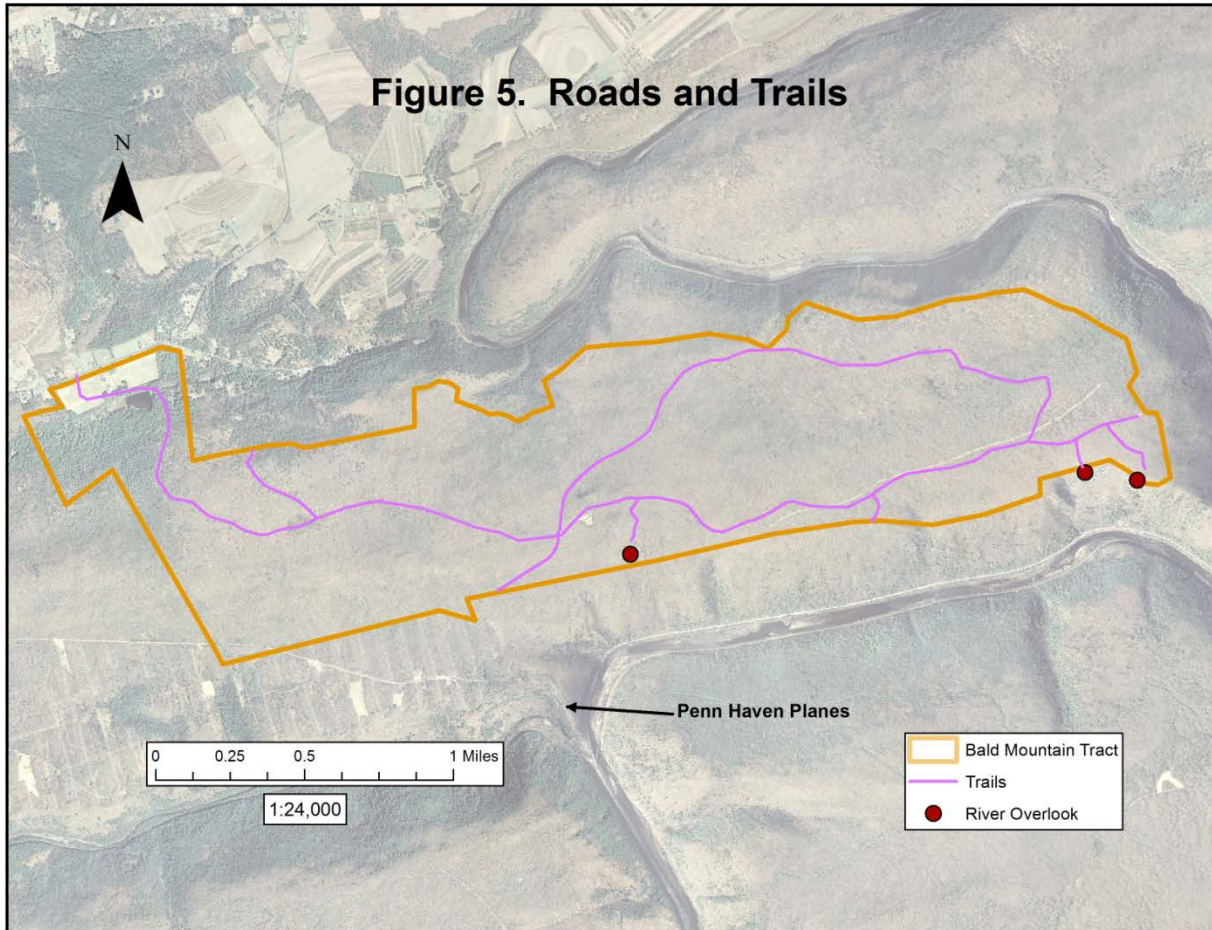 Figure 5. Roads and Trails
N
Penn Haven Planes
0 0.25 0.5 1 Miles
1:24,000
Bald Mountain Tract
Trails
River Overlook